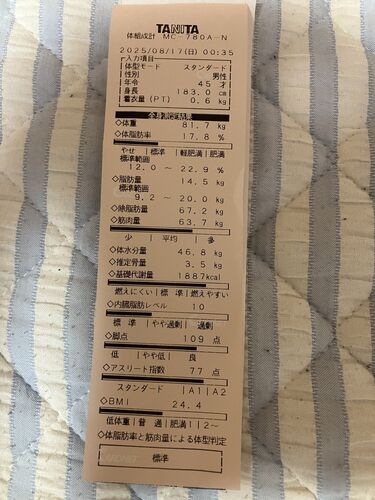 TANITA
体組成計 MC-780A-N
2025/08/17(日) 00:35
入力項目
体型モード スタンダード
性別 男性
年令 45 才
身長 183.0 cm
着衣量(PT) 0.6 kg
全身測定結果
◇体重 81.7 kg
◇体脂肪率 17.8 %
やせ|標準|軽肥満|肥満
標準範囲
12.0 ~ 22.9 %
◇脂肪量 14.5 kg
標準範囲
9.2 ~ 20.0 kg
◇除脂肪量 67.2 kg
◇筋肉量 63.7 kg
少 | 平均 | 多
◇体水分量 46.8 kg
◇推定骨量 3.5 kg
◇基礎代謝量 1887kcal
燃えにくい|標準|燃えやすい
◇内臓脂肪レベル 10
標準 |やや過剰| 過剰
◇脚点 109 点
低 |やや低| 良
◇アスリート指数 77 点
スタンダード |A1|A2
◇BMI 24.4
低体重|普通|肥満1|2~
◇体脂肪率と筋肉量による体型判定
標準